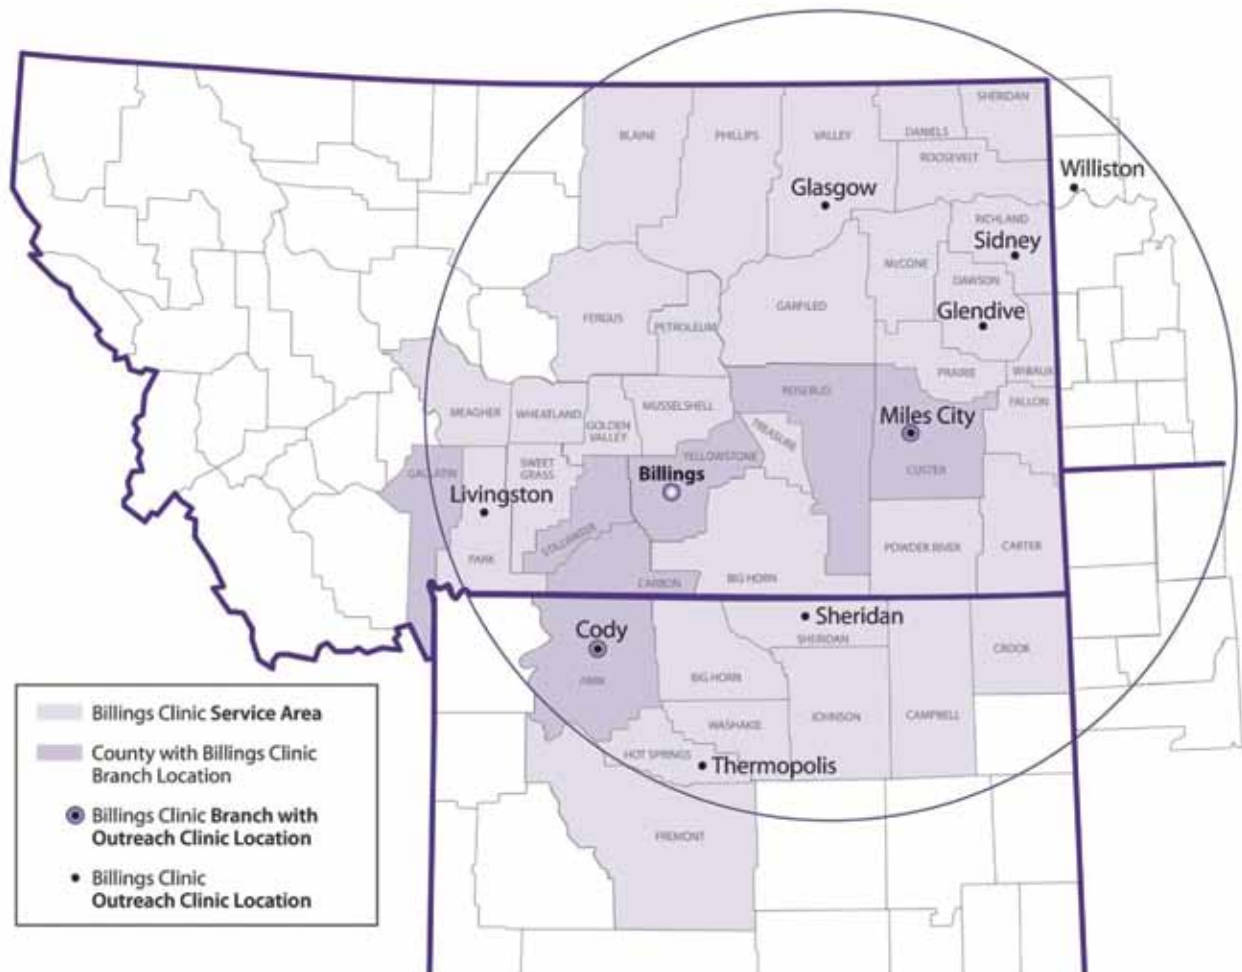 SHERIDAN
BLAINE
PHILLIPS
VALLEY
DANIELS
ROOSEVELT
Williston
Glasgow
RICHLAND
Sidney
McCONE
DAWSON
GARFILED
Glendive
FERGUS
PETROLEUM
PRAIRIE
WIBAUX
ROSEBUD
FALLON
MEAGHER
WHEATLAND
GOLDEN
VALLEY
MUSSELSHELL
Miles City
TREASURE
YELLOWSTONE
SWEET
GRASS
GALLATIN
Billings
CUSTER
Livingston
STILLWATER
PARK
POWDER RIVER
CARTER
CARBON
BIG HORN
Sheridan
SHERIDAN
Cody
CROOK
PARK
BIG HORN
WASHAKIE
JOHNSON
CAMPBELL
HOT SPRINGS
Thermopolis
FREMONT
Billings Clinic Service Area
County with Billings Clinic
Branch Location
Billings Clinic Branch with
Outreach Clinic Location
Billings Clinic
Outreach Clinic Location